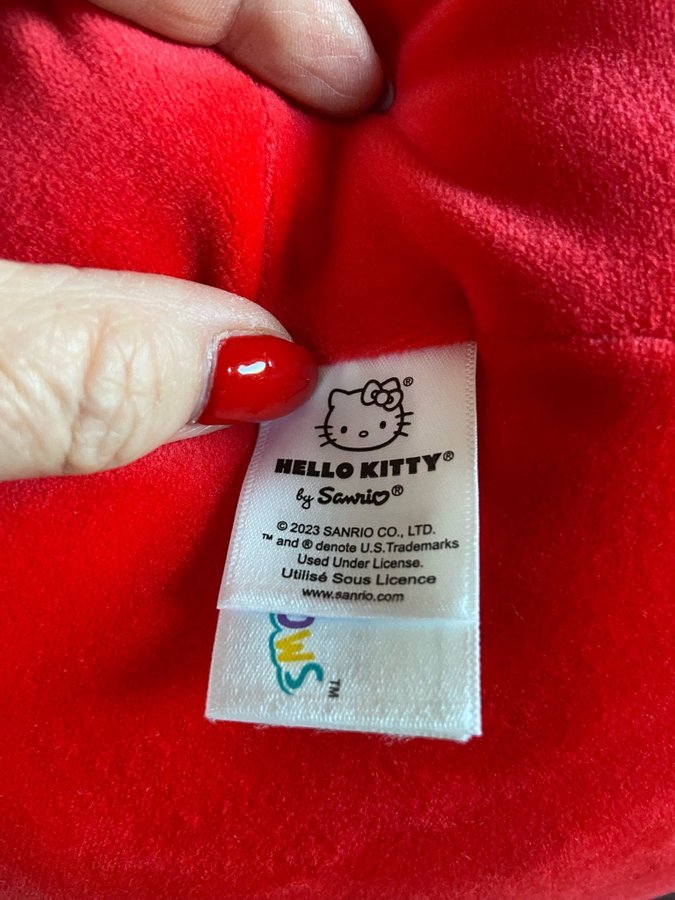 ®
HELLO KITTY®
by Sanrio®
© 2023 SANRIO CO., LTD.
™ and ® denote U.S.Trademarks
Used Under License.
Utilisé Sous Licence
www.sanrio.com
OWS™